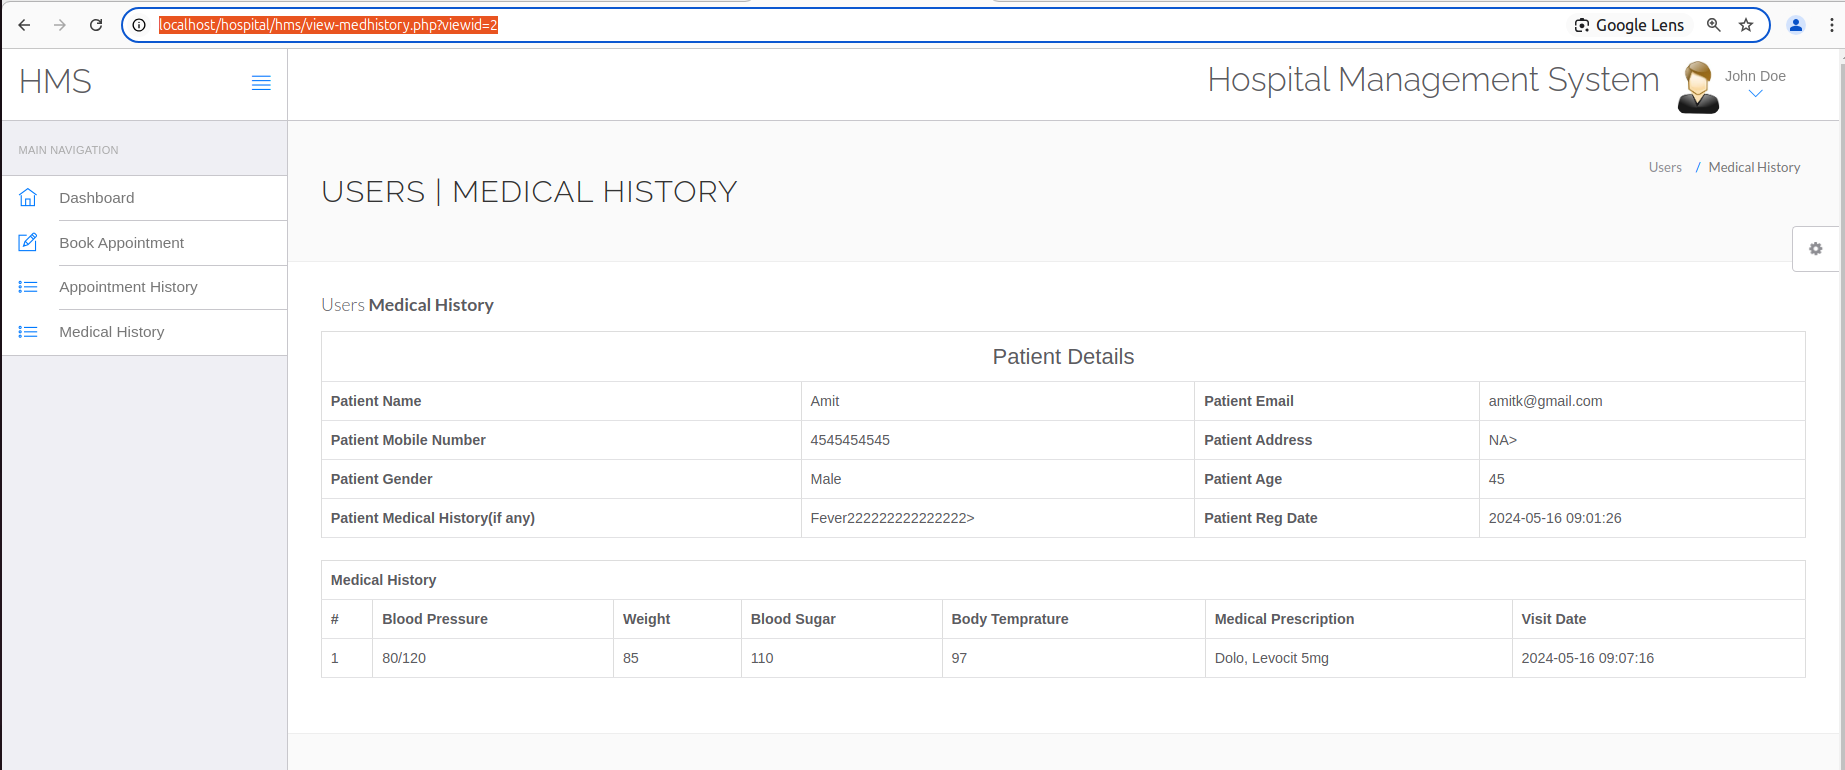 localhost/hospital/hms/view-medhistory.php?viewid=2
Google Lens
HMS
Hospital Management System
John Doe
MAIN NAVIGATION
Dashboard
Book Appointment
Appointment History
Medical History
USERS | MEDICAL HISTORY
Users / Medical History
Users Medical History
Patient Details
Patient Name Amit Patient Email amitk@gmail.com
Patient Mobile Number 4545454545 Patient Address NA>
Patient Gender Male Patient Age 45
Patient Medical History(if any) Fever222222222222222> Patient Reg Date 2024-05-16 09:01:26
Medical History
# Blood Pressure Weight Blood Sugar Body Temprature Medical Prescription Visit Date
1 80/120 85 110 97 Dolo, Levocit 5mg 2024-05-16 09:07:16